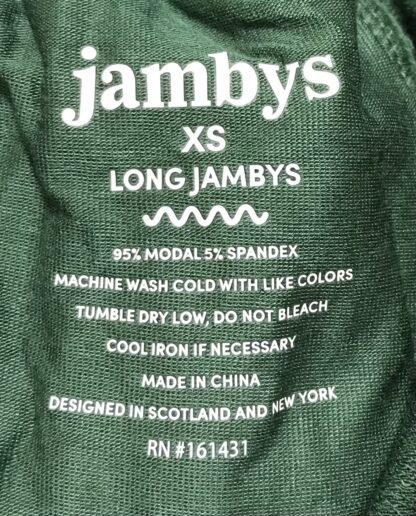 jambys
XS
LONG JAMBYS
95% MODAL 5% SPANDEX
MACHINE WASH COLD WITH LIKE COLORS
TUMBLE DRY LOW, DO NOT BLEACH
COOL IRON IF NECESSARY
MADE IN CHINA
DESIGNED IN SCOTLAND AND NEW YORK
RN #161431